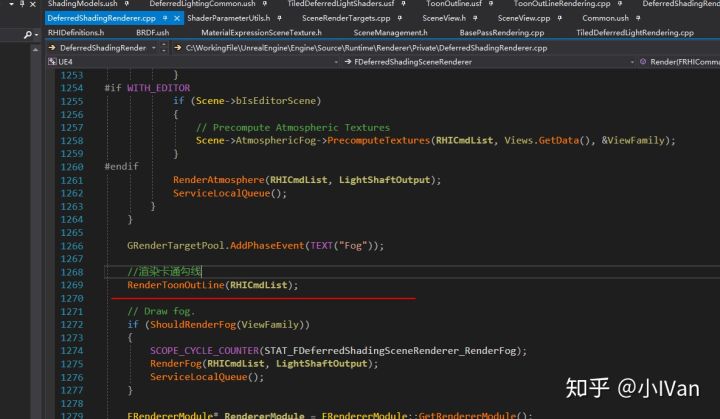 ShadingModels.usf DeferredLightingCommon.usf TiledDeferredLightShaders.usf ToonOutline.usf ToonOutLineRendering.cpp DeferredShadingRend
DeferredShadingRenderer.cpp ShaderParameterUtils.h SceneRenderTargets.cpp SceneView.h SceneView.cpp Common.ush
RHIDefinitions.h BRDF.ush MaterialExpressionSceneTexture.h SceneManagement.h BasePassRendering.cpp TiledDeferredLightRendering.cpp
DeferredShadingRender C:\WorkingFile\UnrealEngine\Engine\Source\Runtime\Renderer\Private\DeferredShadingRenderer.cpp
UE4 FDeferredShadingSceneRenderer Render(FRHIComma
1253 }
1254 #if WITH_EDITOR
1255 if (Scene->bIsEditorScene)
1256 {
1257 // Precompute Atmospheric Textures
1258 Scene->AtmosphericFog->PrecomputeTextures(RHICmdList, Views.GetData(), &ViewFamily);
1259 }
1260 #endif
1261 RenderAtmosphere(RHICmdList, LightShaftOutput);
1262 ServiceLocalQueue();
1263 }
1264 }
1265
1266 GRenderTargetPool.AddPhaseEvent(TEXT("Fog"));
1267
1268 //渲染卡通勾线
1269 RenderToonOutLine(RHICmdList);
1270
1271 // Draw fog.
1272 if (ShouldRenderFog(ViewFamily))
1273 {
1274 SCOPE_CYCLE_COUNTER(STAT_FDeferredShadingSceneRenderer_RenderFog);
1275 RenderFog(RHICmdList, LightShaftOutput);
1276 ServiceLocalQueue();
1277 }
1278
1279 FRendererModule* RendererModule = FRendererModule::GetRendererModule();
知乎 @小IVan